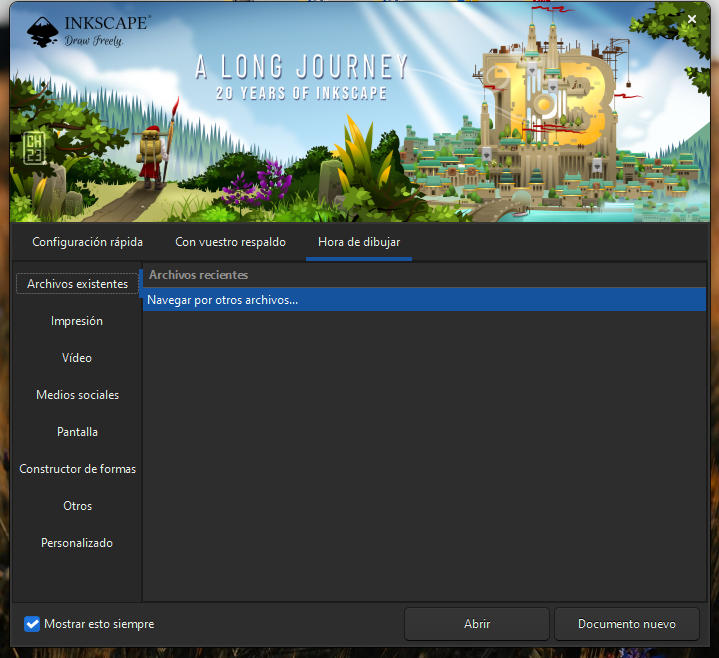 INKSCAPE
Draw Freely.
A LONG JOURNEY
20 YEARS OF INKSCAPE
CH
23
Configuración rápida
Con vuestro respaldo
Hora de dibujar
Archivos existentes
Archivos recientes
Navegar por otros archivos...
Impresión
Vídeo
Medios sociales
Pantalla
Constructor de formas
Otros
Personalizado
Mostrar esto siempre
Abrir
Documento nuevo